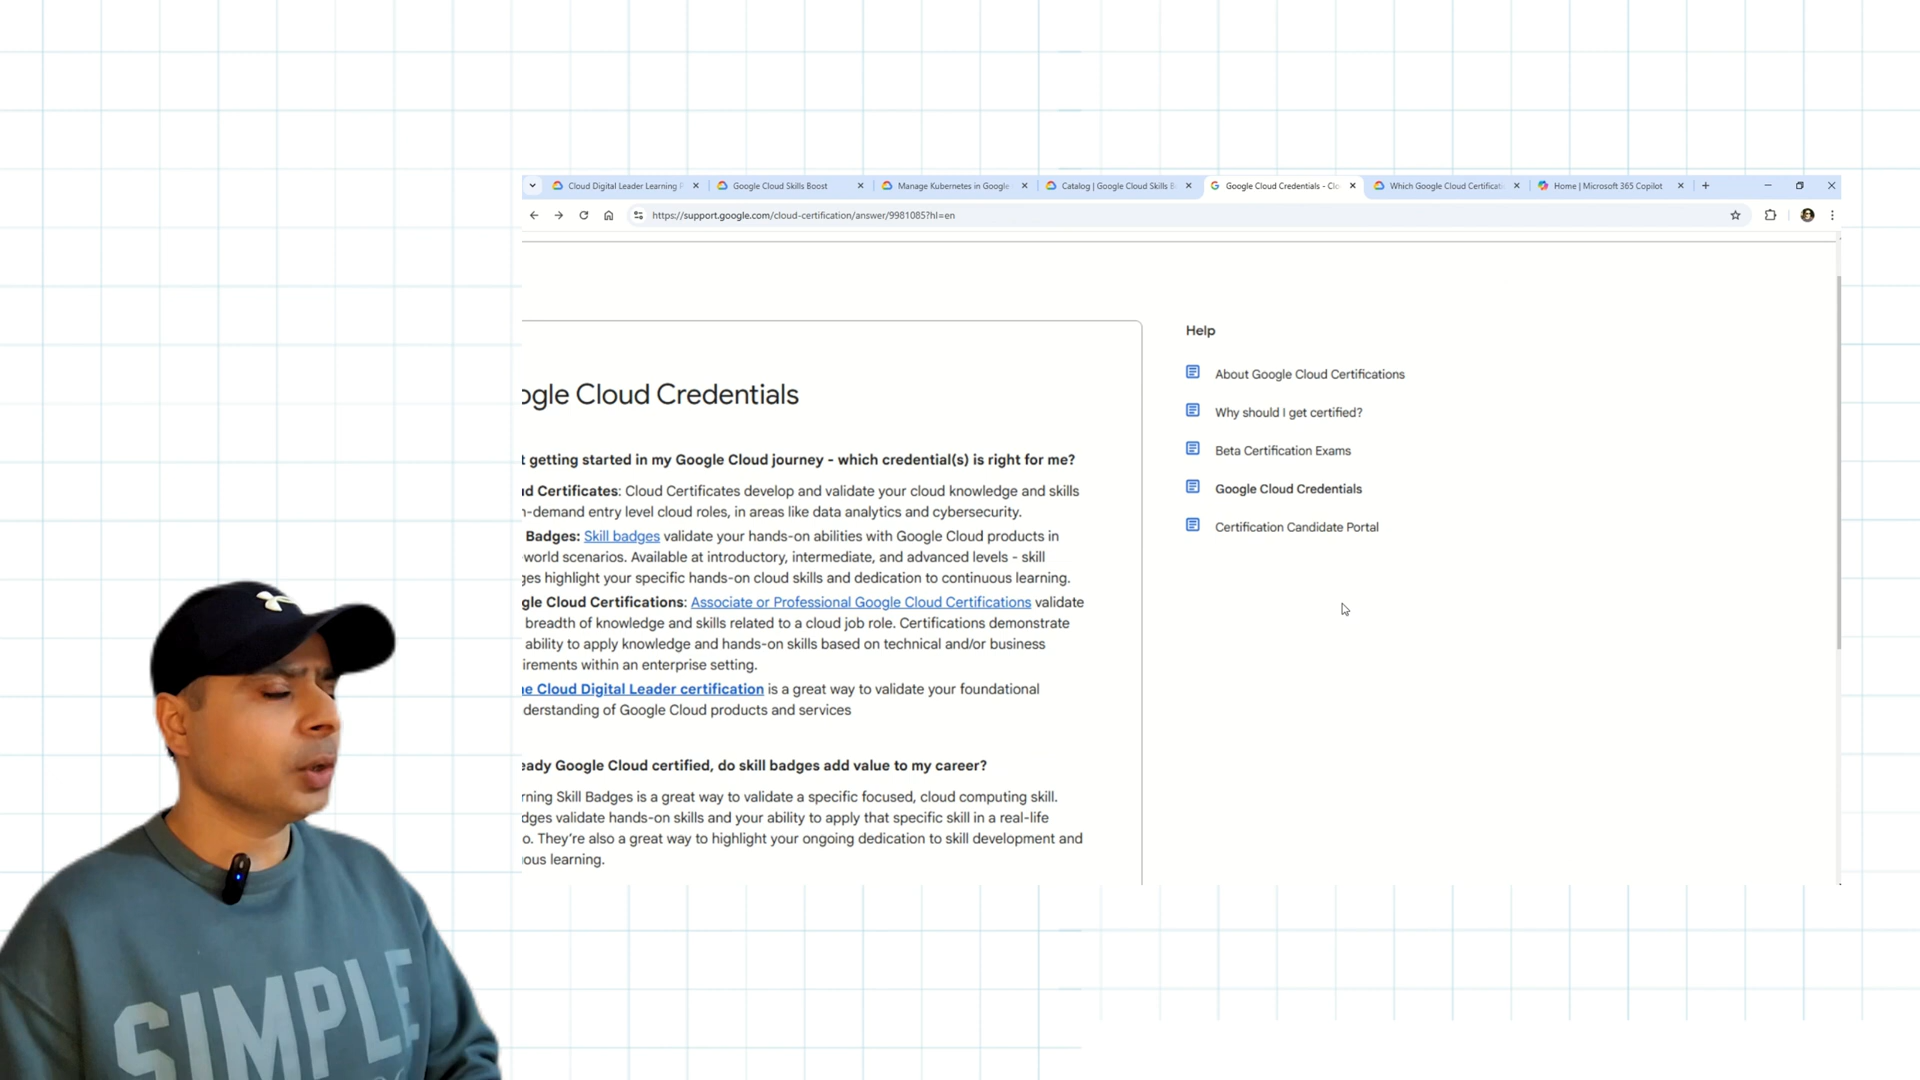 Cloud Digital Leader Learning
Google Cloud Skills Boost
Manage Kubernetes in Google
Catalog | Google Cloud Skills B
Google Cloud Credentials - Clo
Which Google Cloud Certificati
Home | Microsoft 365 Copilot
https://support.google.com/cloud-certification/answer/9981085?hl=en
ogle Cloud Credentials
t getting started in my Google Cloud journey - which credential(s) is right for me?
d Certificates: Cloud Certificates develop and validate your cloud knowledge and skills
n-demand entry level cloud roles, in areas like data analytics and cybersecurity.
Badges: Skill badges validate your hands-on abilities with Google Cloud products in
world scenarios. Available at introductory, intermediate, and advanced levels - skill
ges highlight your specific hands-on cloud skills and dedication to continuous learning.
gle Cloud Certifications: Associate or Professional Google Cloud Certifications validate
breadth of knowledge and skills related to a cloud job role. Certifications demonstrate
ability to apply knowledge and hands-on skills based on technical and/or business
irements within an enterprise setting.
e Cloud Digital Leader certification is a great way to validate your foundational
derstanding of Google Cloud products and services
eady Google Cloud certified, do skill badges add value to my career?
rning Skill Badges is a great way to validate a specific focused, cloud computing skill.
dges validate hands-on skills and your ability to apply that specific skill in a real-life
o. They're also a great way to highlight your ongoing dedication to skill development and
ous learning.
Help
About Google Cloud Certifications
Why should I get certified?
Beta Certification Exams
Google Cloud Credentials
Certification Candidate Portal
SIMPLE